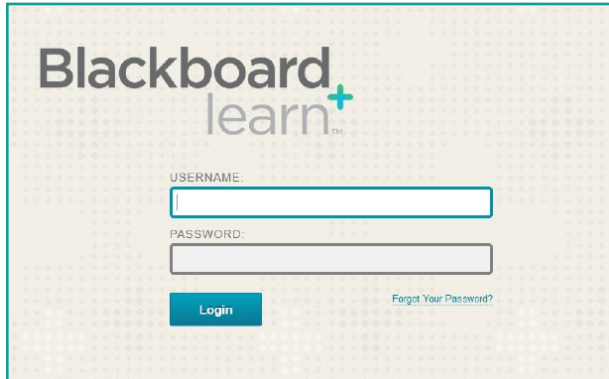 Blackboard
learn+™
USERNAME:
PASSWORD:
Login
Forgot Your Password?